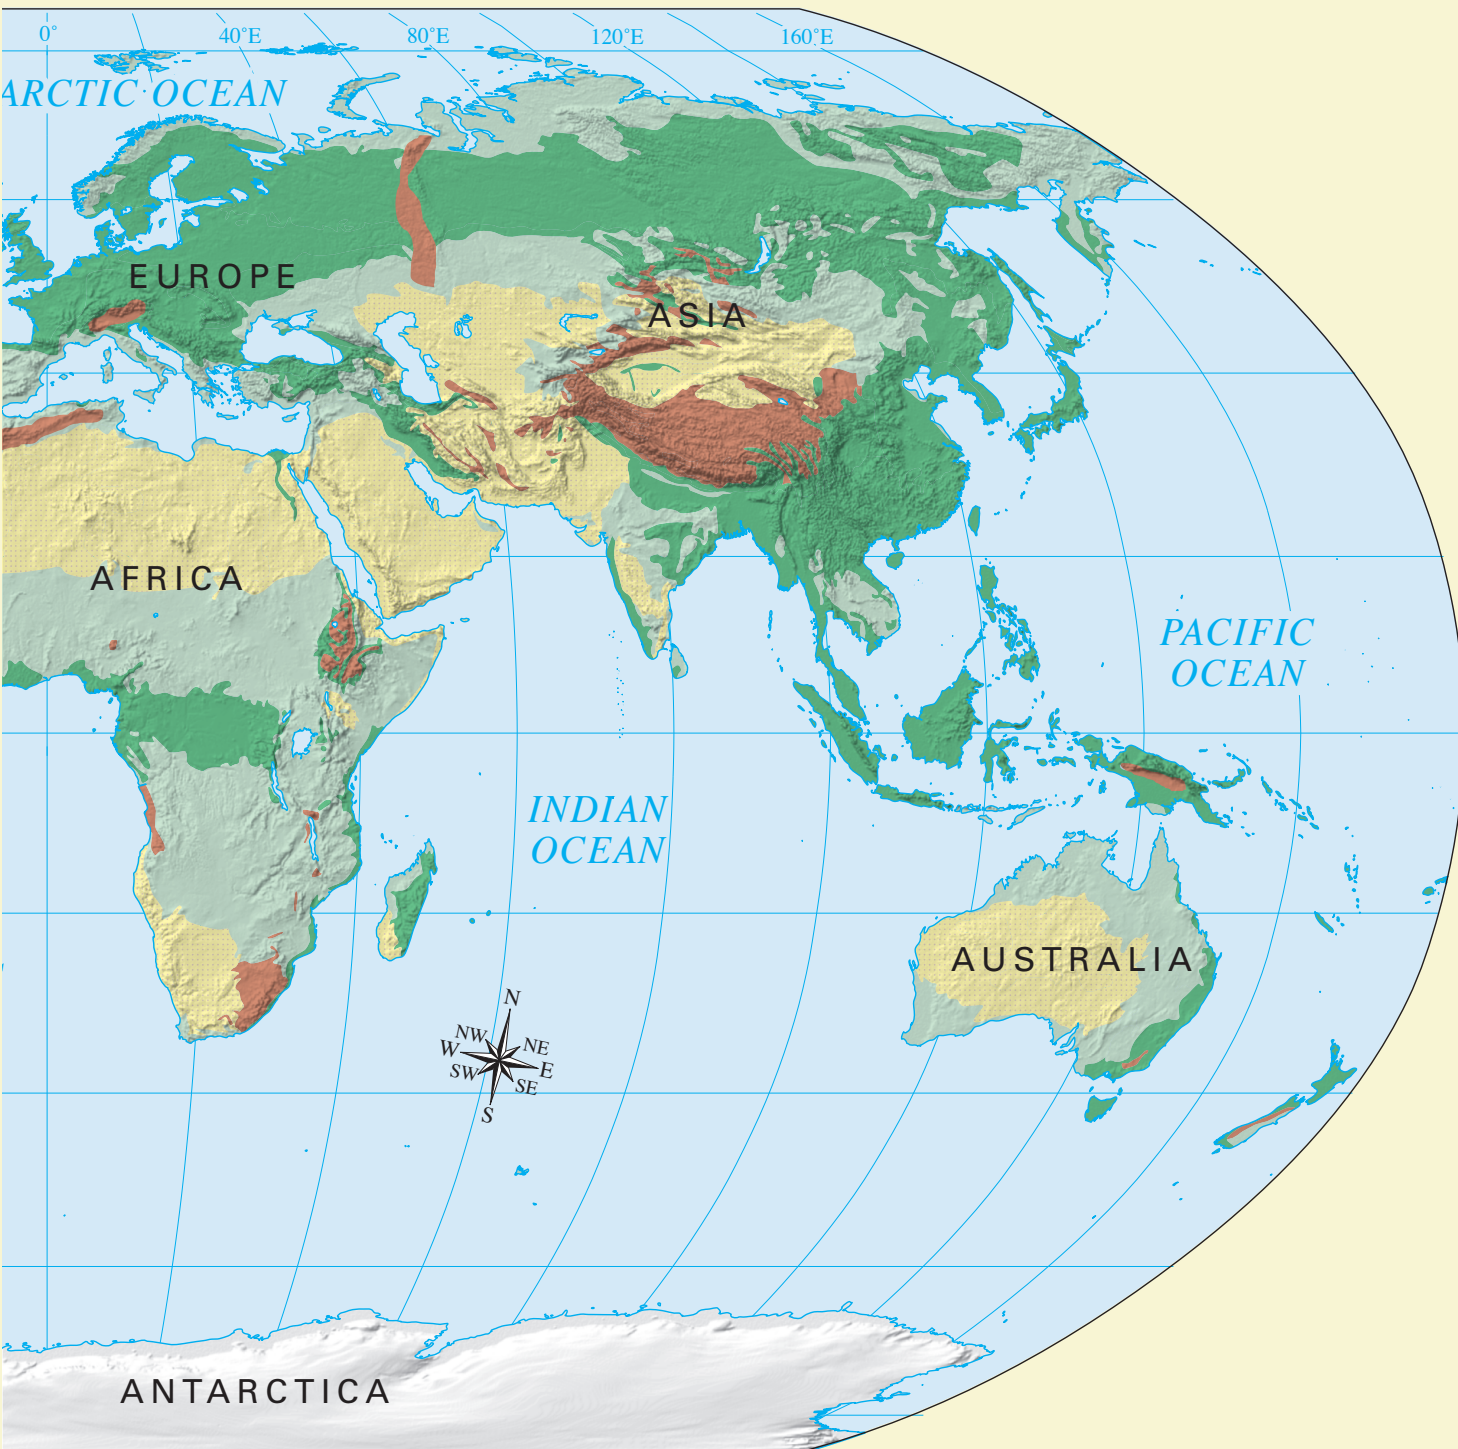 0° 40°E 80°E 120°E 160°E
ARCTIC OCEAN
EUROPE
ASIA
AFRICA
PACIFIC
OCEAN
INDIAN
OCEAN
AUSTRALIA
N
NW NE
W E
SW SE
S
ANTARCTICA